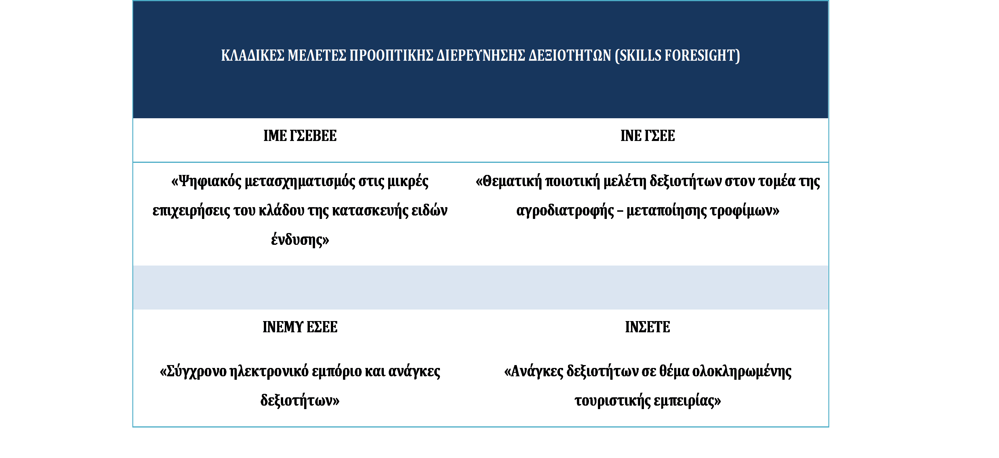 ΚΛΑΔΙΚΕΣ ΜΕΛΕΤΕΣ ΠΡΟΟΠΤΙΚΗΣ ΔΙΕΡΕΥΝΗΣΗΣ ΔΕΞΙΟΤΗΤΩΝ (SKILLS FORESIGHT)
ΙΜΕ ΓΣΕΒΕΕ
ΙΝΕ ΓΣΕΕ
«Ψηφιακός μετασχηματισμός στις μικρές
επιχειρήσεις του κλάδου της κατασκευής ειδών
ένδυσης»
«Θεματική ποιοτική μελέτη δεξιοτήτων στον τομέα της
αγροδιατροφής – μεταποίησης τροφίμων»
ΙΝΕΜΥ ΕΣΕΕ
ΙΝΣΕΤΕ
«Σύγχρονο ηλεκτρονικό εμπόριο και ανάγκες
δεξιοτήτων»
«Ανάγκες δεξιοτήτων σε θέμα ολοκληρωμένης
τουριστικής εμπειρίας»